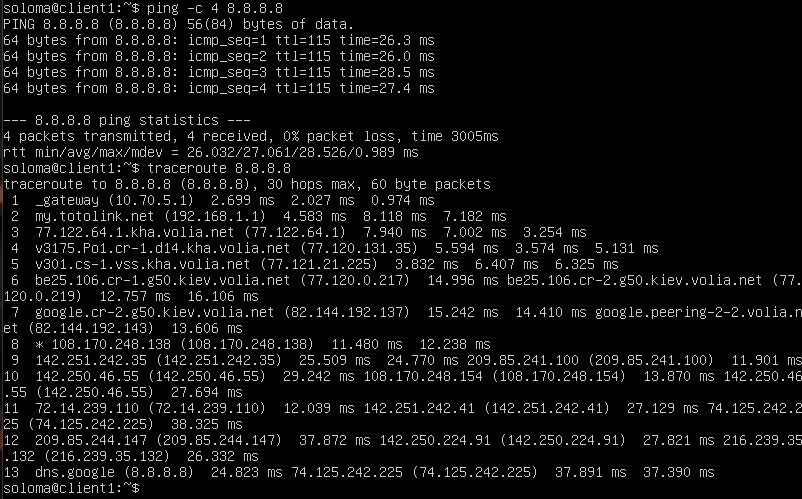 soloma@client1:~$ ping -c 4 8.8.8.8
PING 8.8.8.8 (8.8.8.8) 56(84) bytes of data.
64 bytes from 8.8.8.8: icmp_seq=1 ttl=115 time=26.3 ms
64 bytes from 8.8.8.8: icmp_seq=2 ttl=115 time=26.0 ms
64 bytes from 8.8.8.8: icmp_seq=3 ttl=115 time=28.5 ms
64 bytes from 8.8.8.8: icmp_seq=4 ttl=115 time=27.4 ms

--- 8.8.8.8 ping statistics ---
4 packets transmitted, 4 received, 0% packet loss, time 3005ms
rtt min/avg/max/mdev = 26.032/27.061/28.526/0.989 ms
soloma@client1:~$ traceroute 8.8.8.8
traceroute to 8.8.8.8 (8.8.8.8), 30 hops max, 60 byte packets
 1  _gateway (10.70.5.1)  2.699 ms  2.027 ms  0.974 ms
 2  my.totolink.net (192.168.1.1)  4.583 ms  8.118 ms  7.182 ms
 3  77.122.64.1.kha.volia.net (77.122.64.1)  7.940 ms  7.002 ms  3.254 ms
 4  v3175.Po1.cr-1.d14.kha.volia.net (77.120.131.35)  5.594 ms  3.574 ms  5.131 ms
 5  v301.cs-1.vss.kha.volia.net (77.121.21.225)  3.832 ms  6.407 ms  6.325 ms
 6  be25.106.cr-1.g50.kiev.volia.net (77.120.0.217)  14.996 ms be25.106.cr-2.g50.kiev.volia.net (77.
120.0.219)  12.757 ms  16.106 ms
 7  google.cr-2.g50.kiev.volia.net (82.144.192.137)  15.242 ms  14.410 ms google.peering-2-2.volia.n
et (82.144.192.143)  13.606 ms
 8  * 108.170.248.138 (108.170.248.138)  11.480 ms  12.238 ms
 9  142.251.242.35 (142.251.242.35)  25.509 ms  24.770 ms 209.85.241.100 (209.85.241.100)  11.901 ms
10  142.250.46.55 (142.250.46.55)  29.242 ms 108.170.248.154 (108.170.248.154)  13.870 ms 142.250.46
.55 (142.250.46.55)  27.694 ms
11  72.14.239.110 (72.14.239.110)  12.039 ms 142.251.242.41 (142.251.242.41)  27.129 ms 74.125.242.2
25 (74.125.242.225)  38.325 ms
12  209.85.244.147 (209.85.244.147)  37.872 ms 142.250.224.91 (142.250.224.91)  27.821 ms 216.239.35
.132 (216.239.35.132)  26.332 ms
13  dns.google (8.8.8.8)  24.823 ms 74.125.242.225 (74.125.242.225)  37.891 ms  37.390 ms
soloma@client1:~$